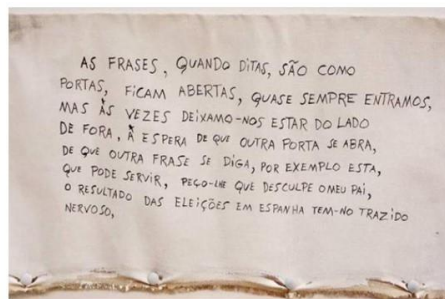 AS FRASES, QUANDO DITAS, SÃO COMO
PORTAS, FICAM ABERTAS, QUASE SEMPRE ENTRAMOS,
MAS ÀS VEZES DEIXAMO-NOS ESTAR DO LADO
DE FORA, À ESPERA DE QUE OUTRA PORTA SE ABRA,
DE QUE OUTRA FRASE SE DIGA, POR EXEMPLO ESTA,
QUE PODE SERVIR, PEÇO-LHE QUE DESCULPE O MEU PAI,
O RESULTADO DAS ELEIÇÕES EM ESPANHA TEM-NO TRAZIDO
NERVOSO,